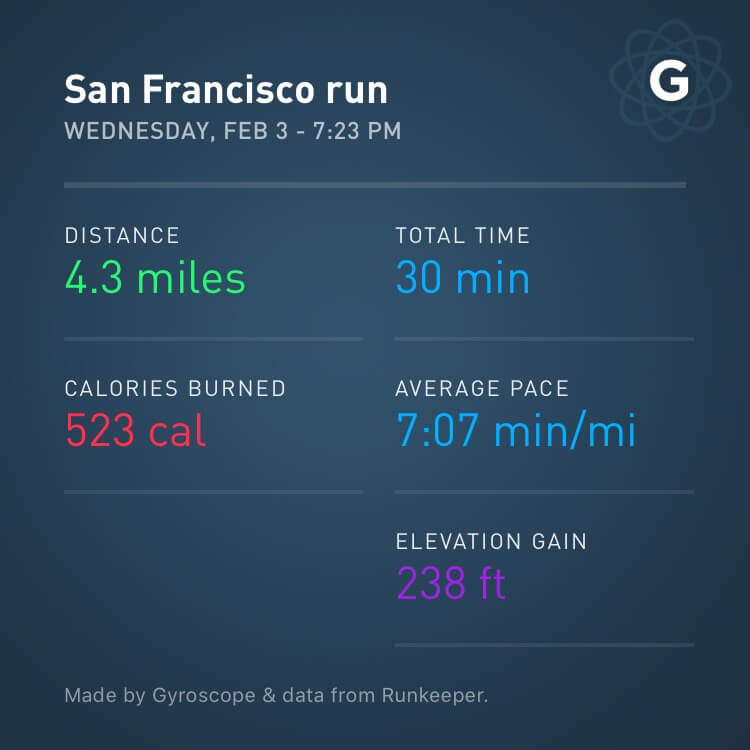 San Francisco run
G
WEDNESDAY, FEB 3 - 7:23 PM
DISTANCE
4.3 miles
TOTAL TIME
30 min
CALORIES BURNED
523 cal
AVERAGE PACE
7:07 min/mi
ELEVATION GAIN
238 ft
Made by Gyroscope & data from Runkeeper.